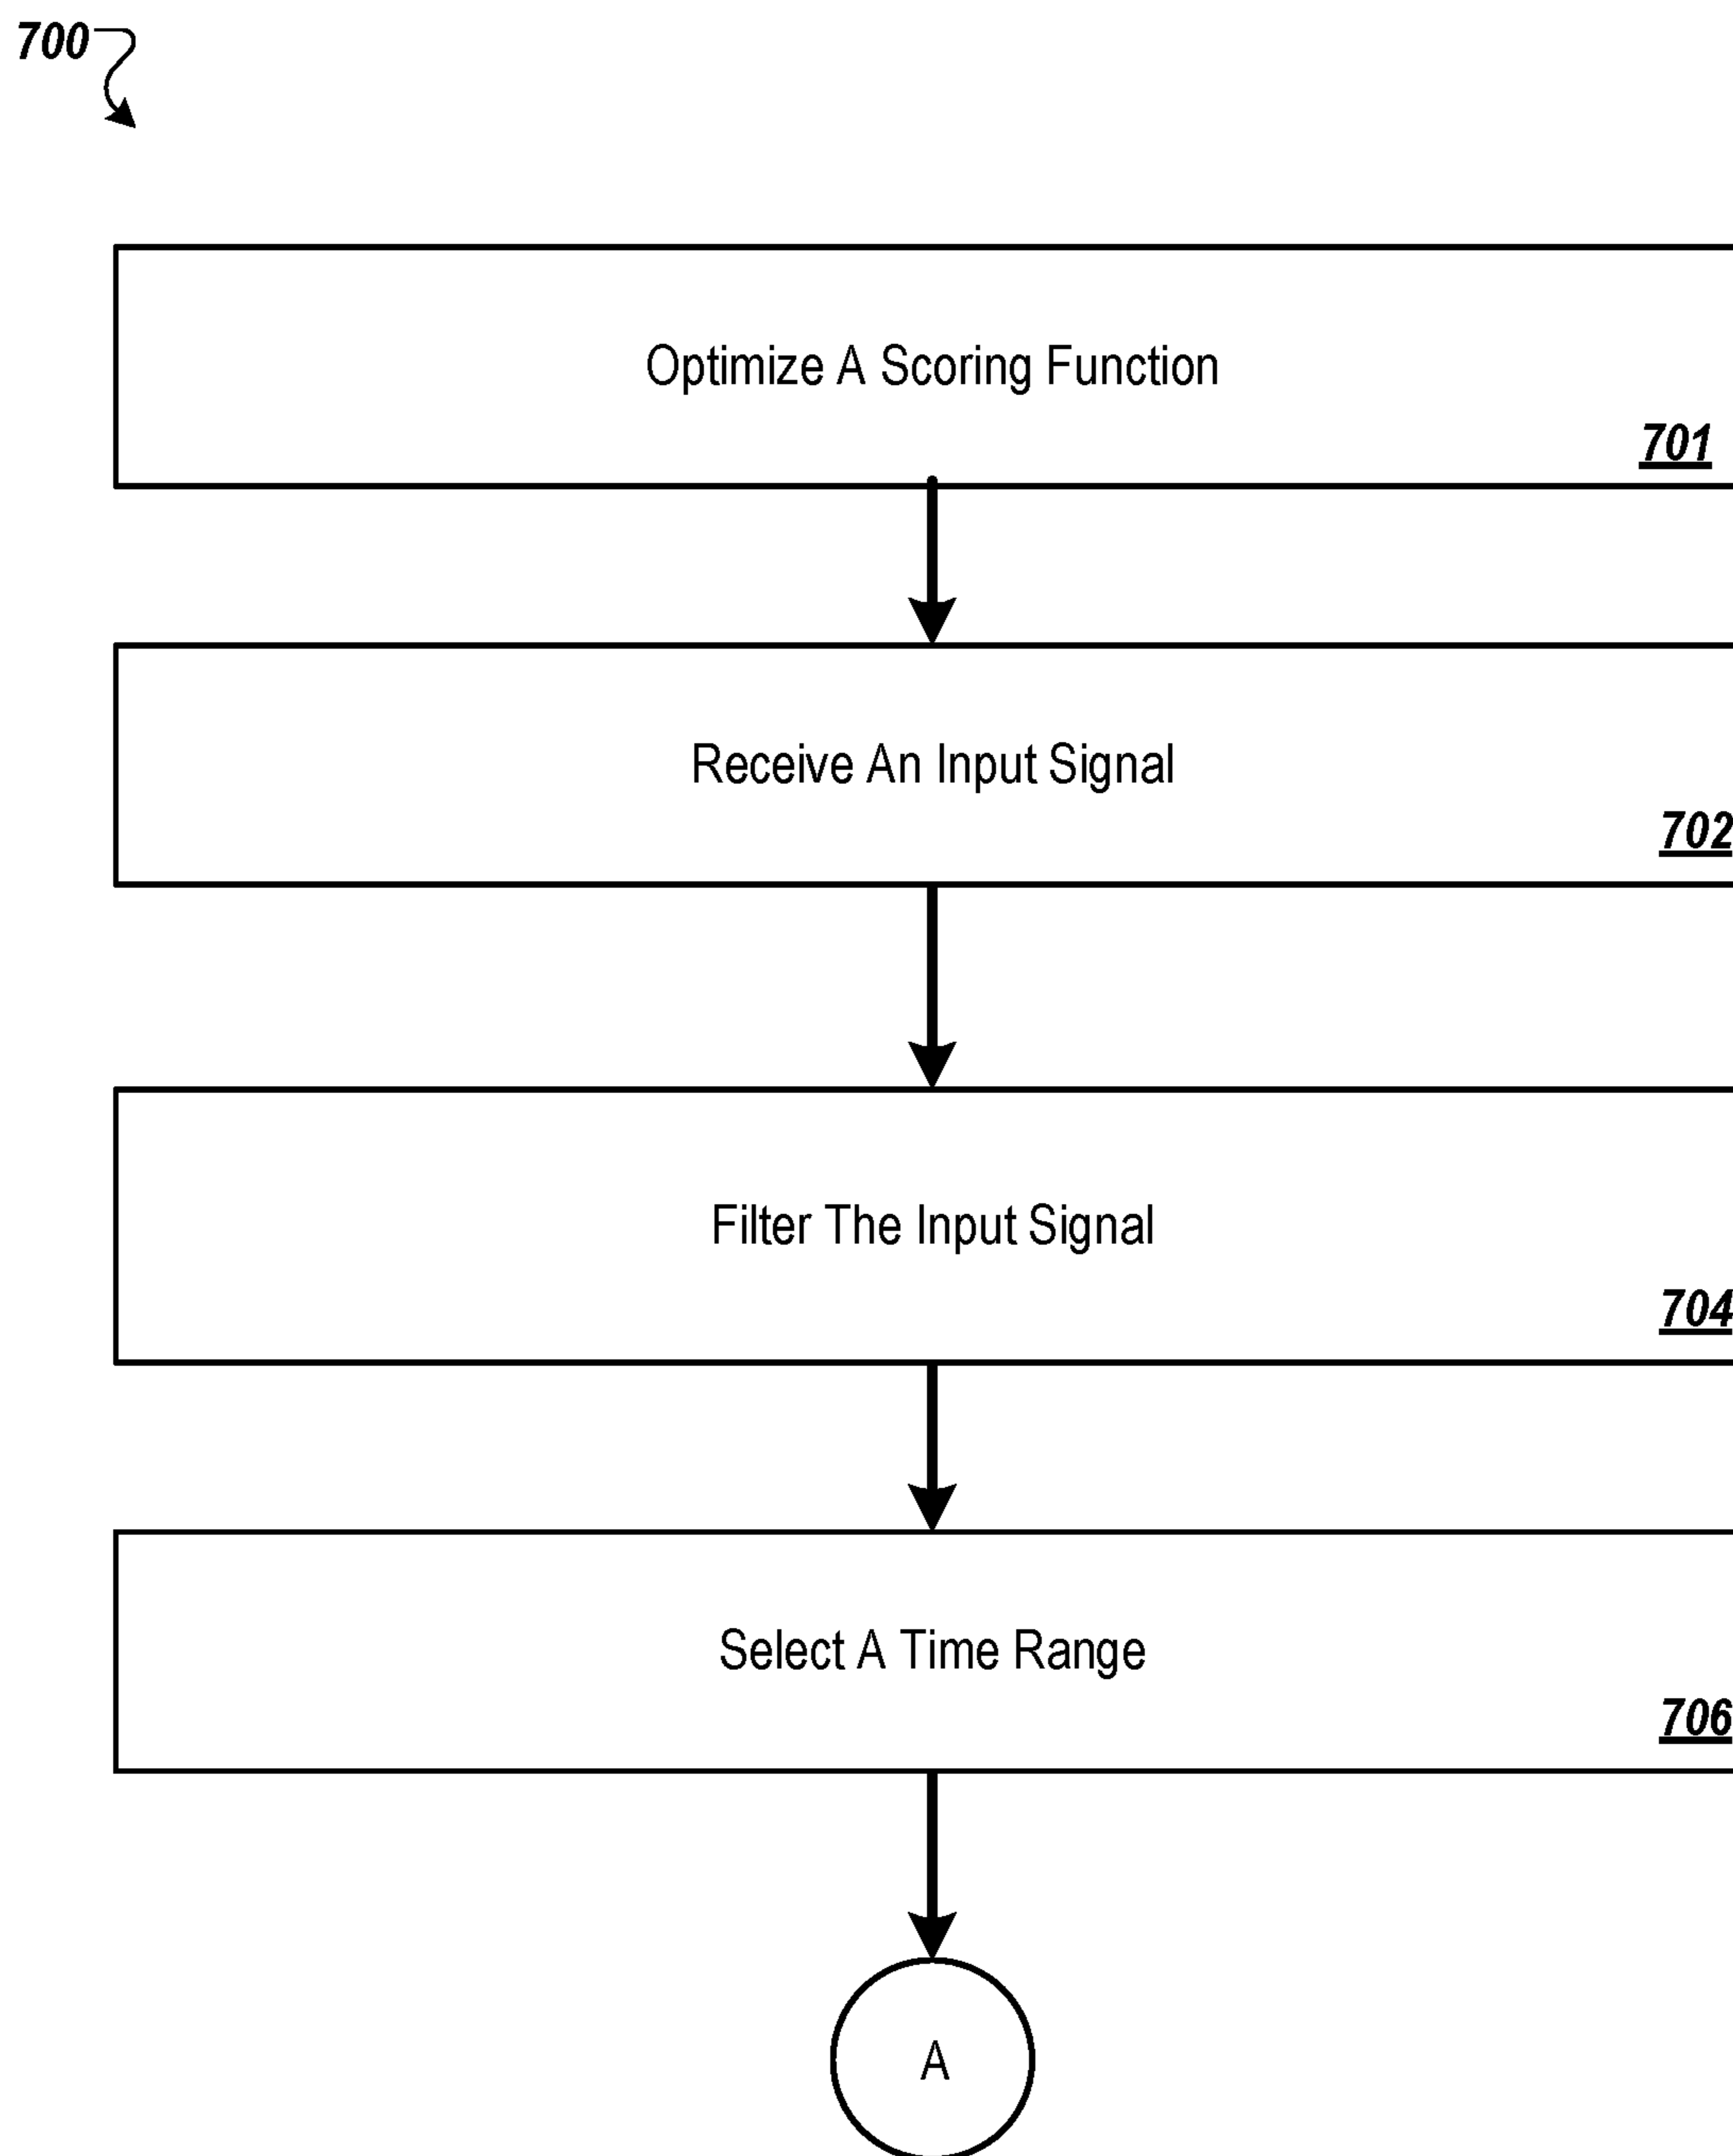 700
Optimize A Scoring Function
701
Receive An Input Signal
702
Filter The Input Signal
704
Select A Time Range
706
A